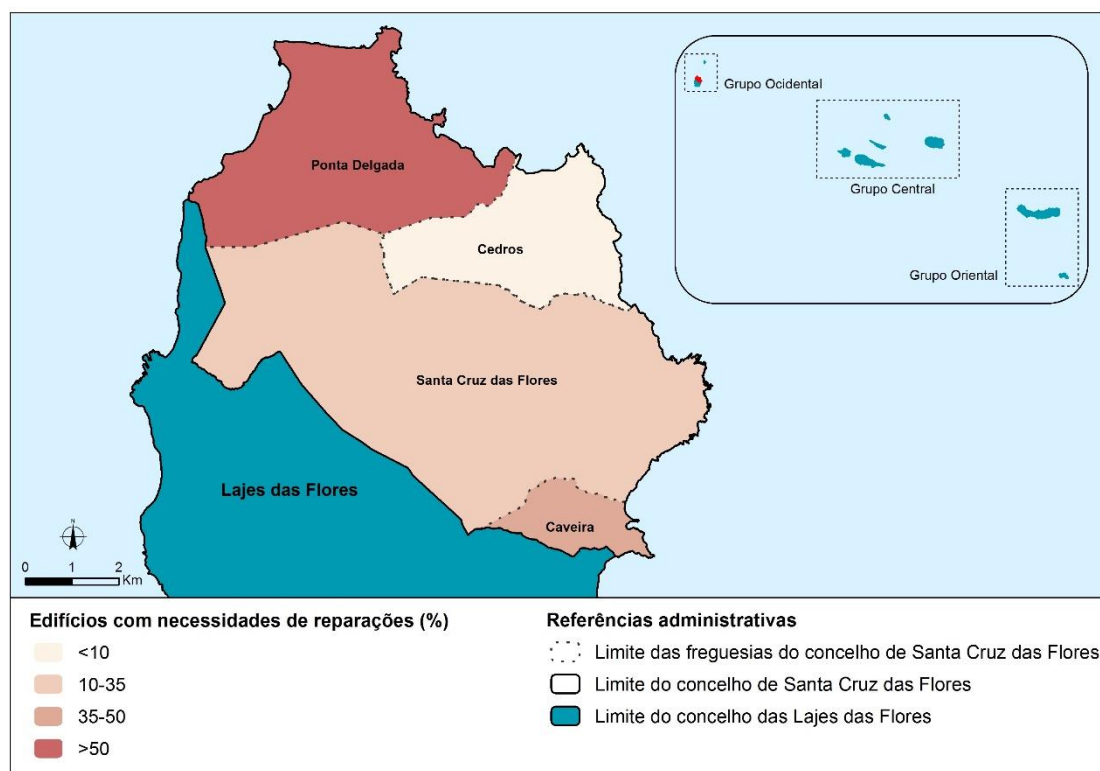 Grupo Ocidental
Grupo Central
Grupo Oriental
Ponta Delgada
Cedros
Santa Cruz das Flores
Lajes das Flores
Caveira
N
0 1 2
Km
Edifícios com necessidades de reparações (%)
<10
10-35
35-50
>50
Referências administrativas
Limite das freguesias do concelho de Santa Cruz das Flores
Limite do concelho de Santa Cruz das Flores
Limite do concelho das Lajes das Flores